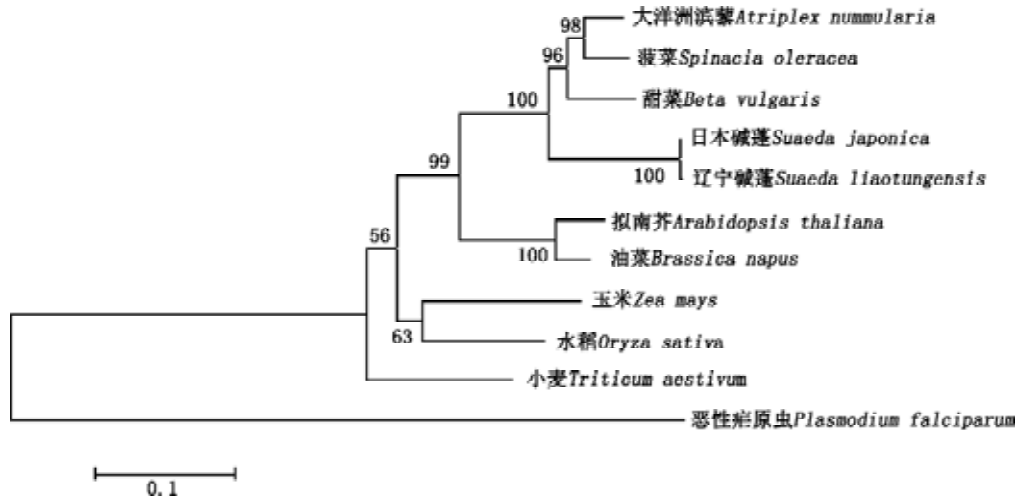 98 大洋洲滨藜Atriplex nummularia
96 菠菜Spinacia oleracea
100 甜菜Beta vulgaris
日本碱蓬Suaeda japonica
99 100 辽宁碱蓬Suaeda liaotungensis
拟南芥Arabidopsis thaliana
56 100 油菜Brassica napus
玉米Zea mays
63 水稻Oryza sativa
小麦Triticum aestivum
恶性疟原虫Plasmodium falciparum
0.1